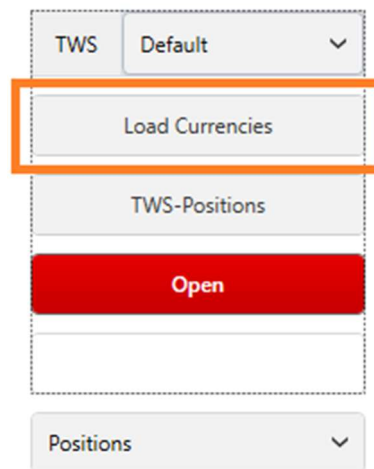 TWS Default
Load Currencies
TWS-Positions
Open
Positions